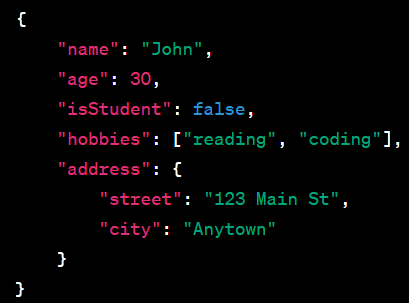 {
    "name": "John",
    "age": 30,
    "isStudent": false,
    "hobbies": ["reading", "coding"],
    "address": {
        "street": "123 Main St",
        "city": "Anytown"
    }
}